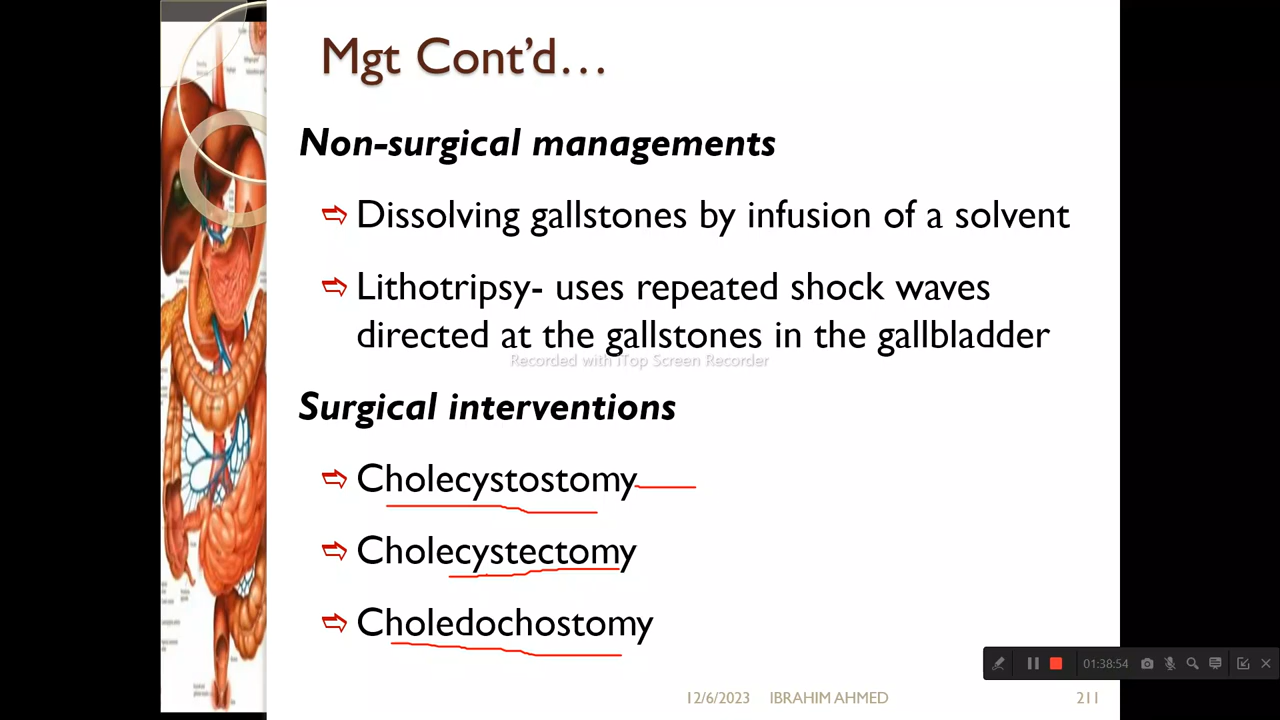 Mgt Cont’d…
Non-surgical managements
⇨ Dissolving gallstones by infusion of a solvent
⇨ Lithotripsy- uses repeated shock waves
directed at the gallstones in the gallbladder
Recorded with iTop Screen Recorder
Surgical interventions
⇨ Cholecystostomy
⇨ Cholecystectomy
⇨ Choledochostomy
01:38:54
12/6/2023 IBRAHIM AHMED 211